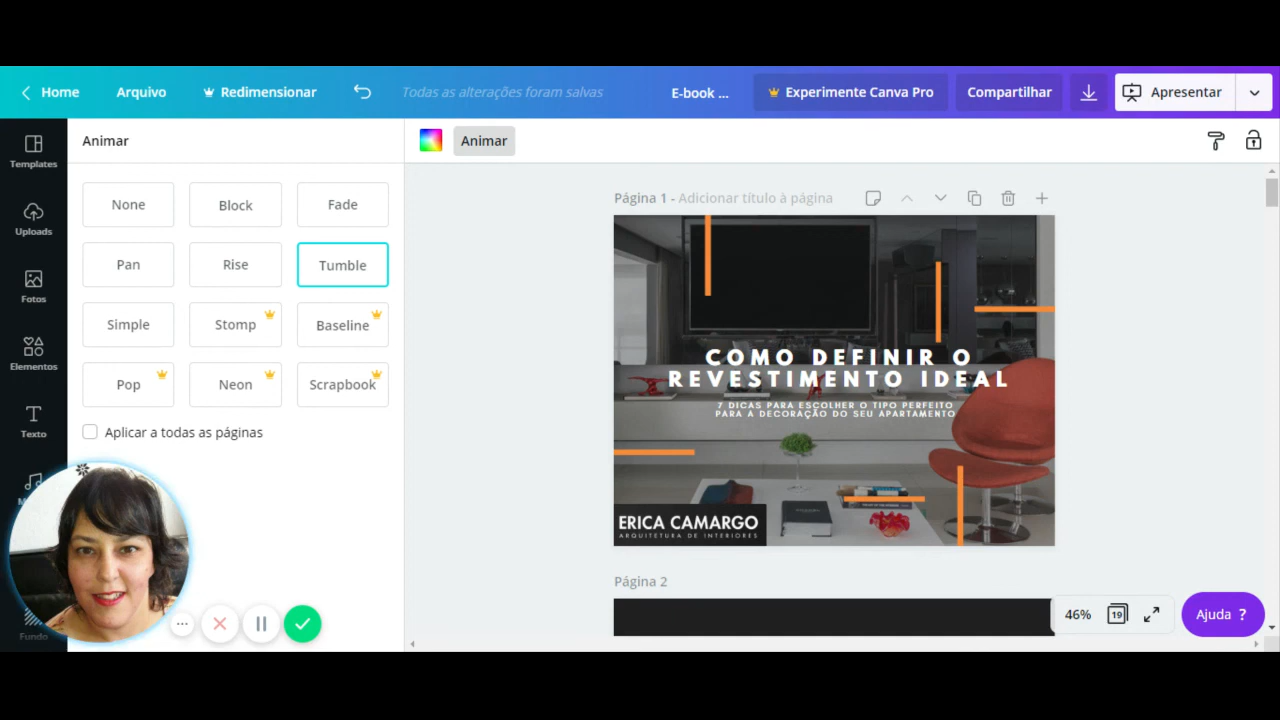 Home
Arquivo
Redimensionar
Todas as alterações foram salvas
E-book ...
Experimente Canva Pro
Compartilhar
Apresentar
Templates
Uploads
Fotos
Elementos
Texto
Fundo
Animar
None
Block
Fade
Pan
Rise
Tumble
Simple
Stomp
Baseline
Pop
Neon
Scrapbook
Aplicar a todas as páginas
Animar
Página 1 - Adicionar título à página
COMO DEFINIR O
REVESTIMENTO IDEAL
7 DICAS PARA ESCOLHER O TIPO PERFEITO
PARA A DECORAÇÃO DO SEU APARTAMENTO
ERICA CAMARGO
ARQUITETURA DE INTERIORES
Página 2
46%
19
Ajuda ?